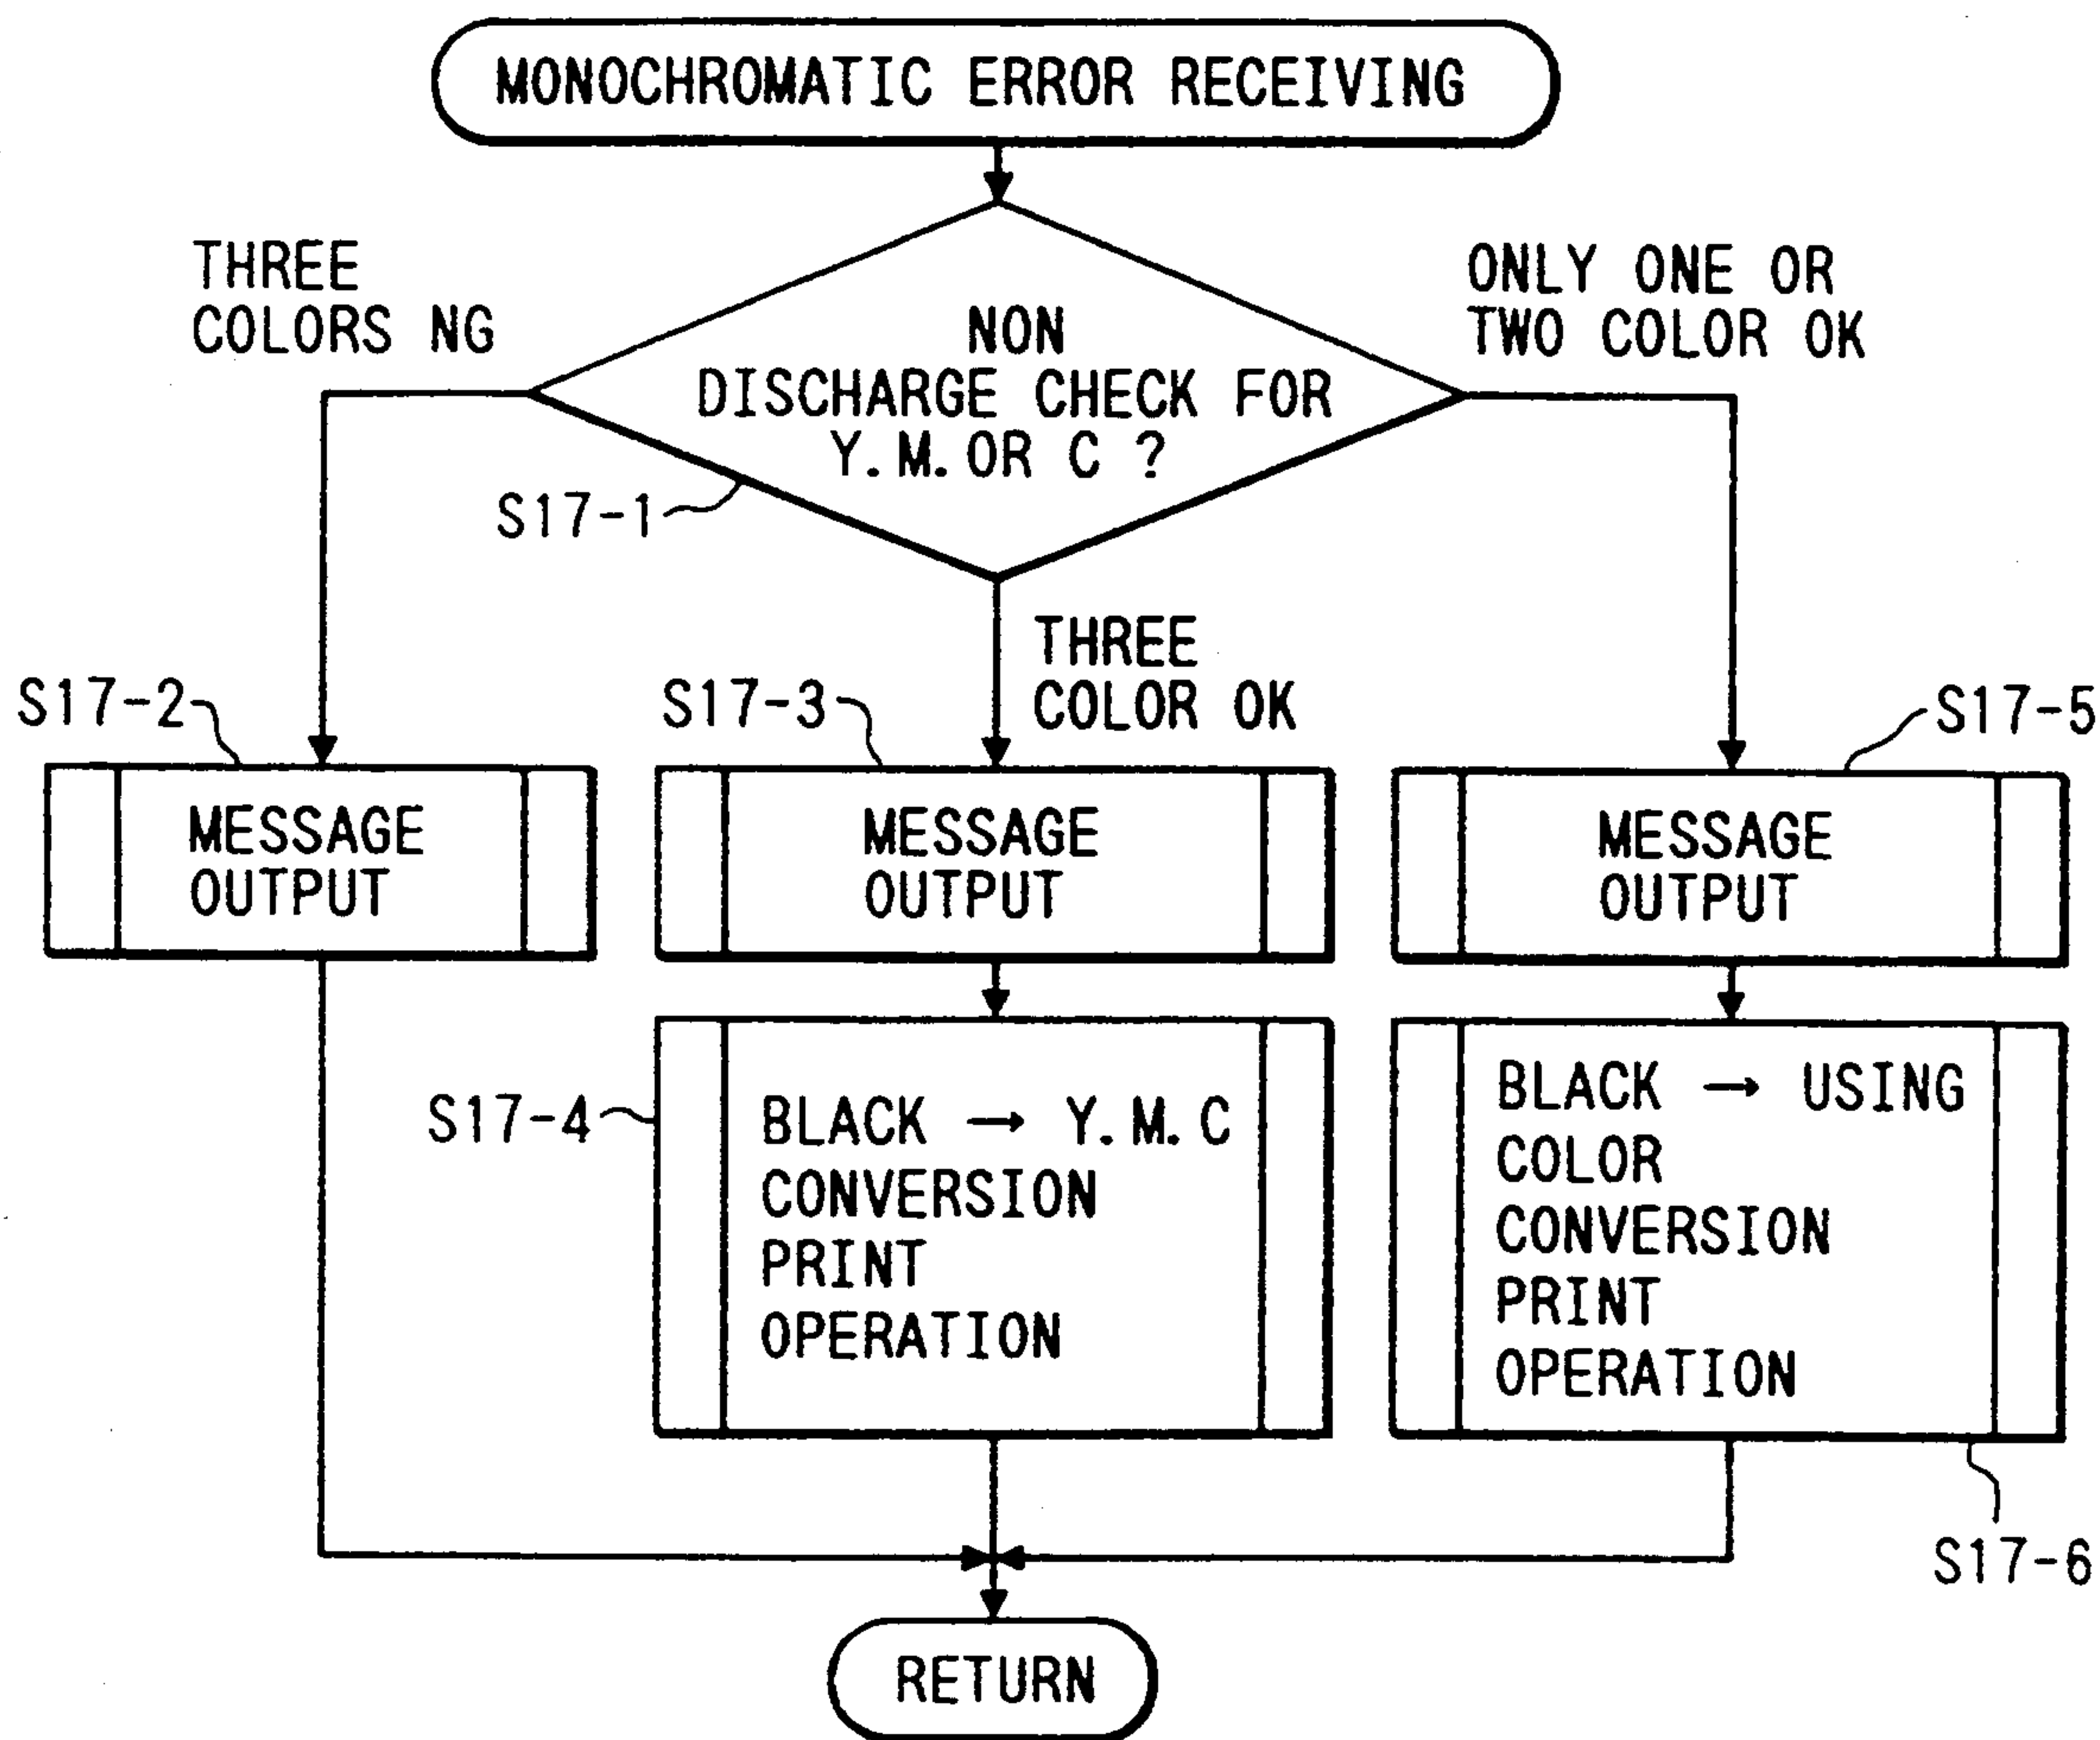 MONOCHROMATIC ERROR RECEIVING
THREE
COLORS NG
ONLY ONE OR
TWO COLOR OK
NON
DISCHARGE CHECK FOR
Y.M.OR C ?
S17-1
THREE
COLOR OK
S17-2
S17-3
S17-5
MESSAGE
OUTPUT
MESSAGE
OUTPUT
MESSAGE
OUTPUT
S17-4
BLACK → Y.M.C
CONVERSION
PRINT
OPERATION
BLACK → USING
COLOR
CONVERSION
PRINT
OPERATION
S17-6
RETURN